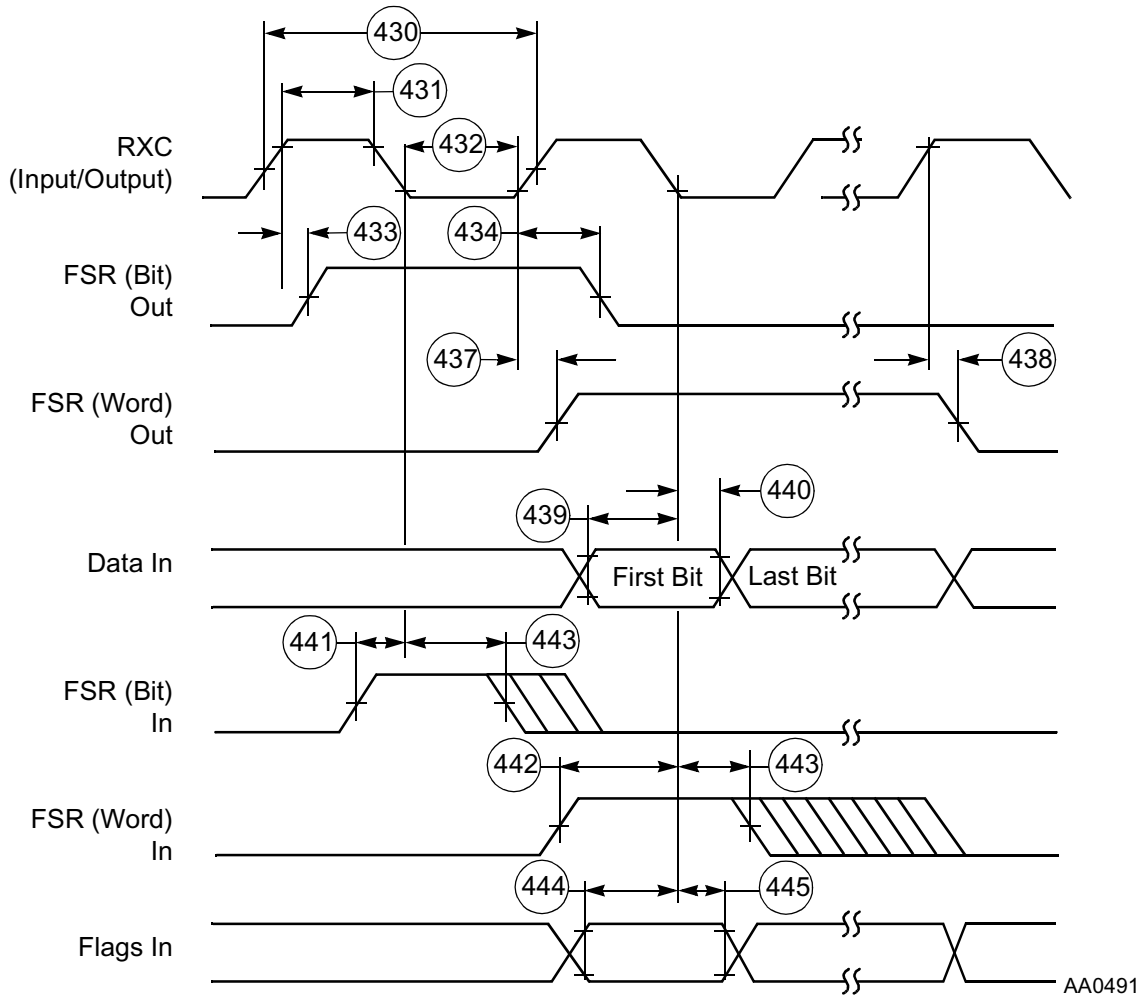 430
431
RXC
(Input/Output)
432
433
434
FSR (Bit)
Out
437
438
FSR (Word)
Out
439
440
Data In
First Bit
Last Bit
441
443
FSR (Bit)
In
442
443
FSR (Word)
In
444
445
Flags In
AA0491